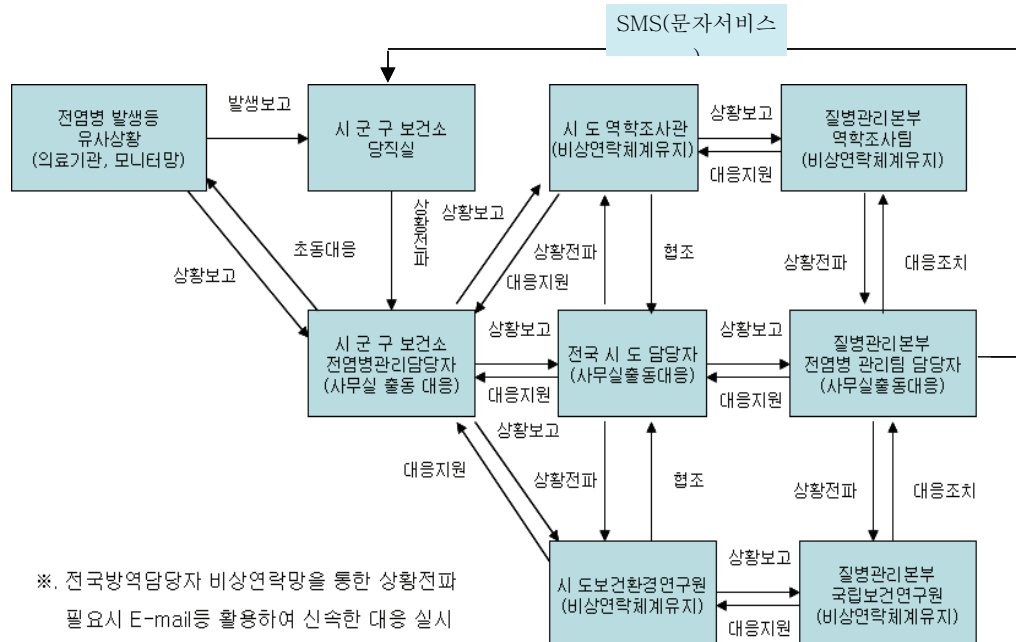 SMS(문자서비스
)
전염병 발생등
유사상황
(의료기관, 모니터망)
발생보고
시 군 구 보건소
당직실
시 도 역학조사관
(비상연락체계유지)
상황보고
대응지원
질병관리본부
역학조사팀
(비상연락체계유지)
상황보고
초동대응
상황전파
상황보고
대응지원
상황전파
협조
상황전파
대응조치
시 군 구 보건소
전염병관리담당자
(사무실 출동 대응)
상황보고
대응지원
전국 시 도 담당자
(사무실출동대응)
상황보고
대응지원
질병관리본부
전염병 관리팀 담당자
(사무실출동대응)
상황보고
대응지원
상황전파
협조
상황전파
대응조치
시 도보건환경연구원
(비상연락체계유지)
상황보고
대응지원
질병관리본부
국립보건연구원
(비상연락체계유지)
※. 전국방역담당자 비상연락망을 통한 상황전파
필요시 E-mail등 활용하여 신속한 대응 실시